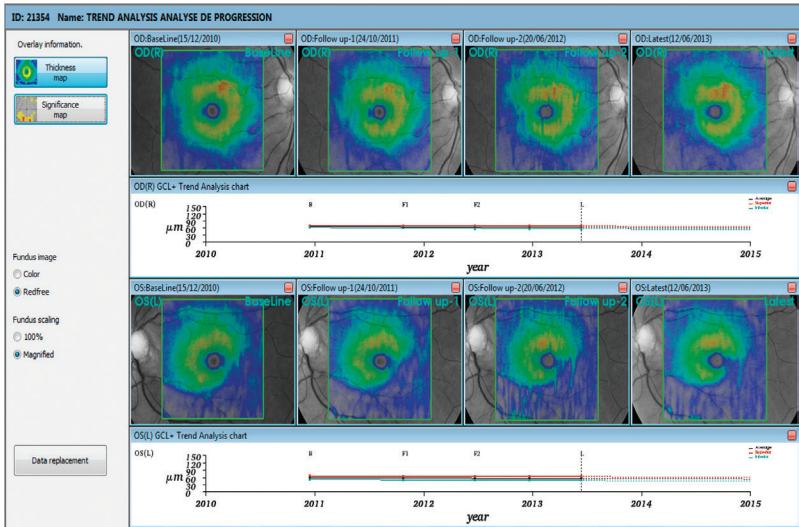 ID: 21354 Name: TREND ANALYSIS ANALYSE DE PROGRESSION
Overlay information.
Thickness
map
Significance
map
Fundus image
Color
Redfree
Fundus scaling
100%
Magnified
Data replacement
OD:BaseLine(15/12/2010) OD:Follow up-1(24/10/2011) OD:Follow up-2(20/06/2012) OD:Latest(12/06/2013)
OD(R) BaseLine OD(R) Follow up-1 OD(R) Follow up-2 OD(R) Latest
OD(R) GCL+ Trend Analysis chart
OD(R) B F1 F2 L
Average
Superior
Inferior
150
120
90
60
30
0
μm
2010 2011 2012 2013 2014 2015
year
OS:BaseLine(15/12/2010) OS:Follow up-1(24/10/2011) OS:Follow up-2(20/06/2012) OS:Latest(12/06/2013)
OS(L) BaseLine OS(L) Follow up-1 OS(L) Follow up-2 OS(L) Latest
OS(L) GCL+ Trend Analysis chart
OS(L) B F1 F2 L
Average
Superior
Inferior
150
120
90
60
30
0
μm
2010 2011 2012 2013 2014 2015
year